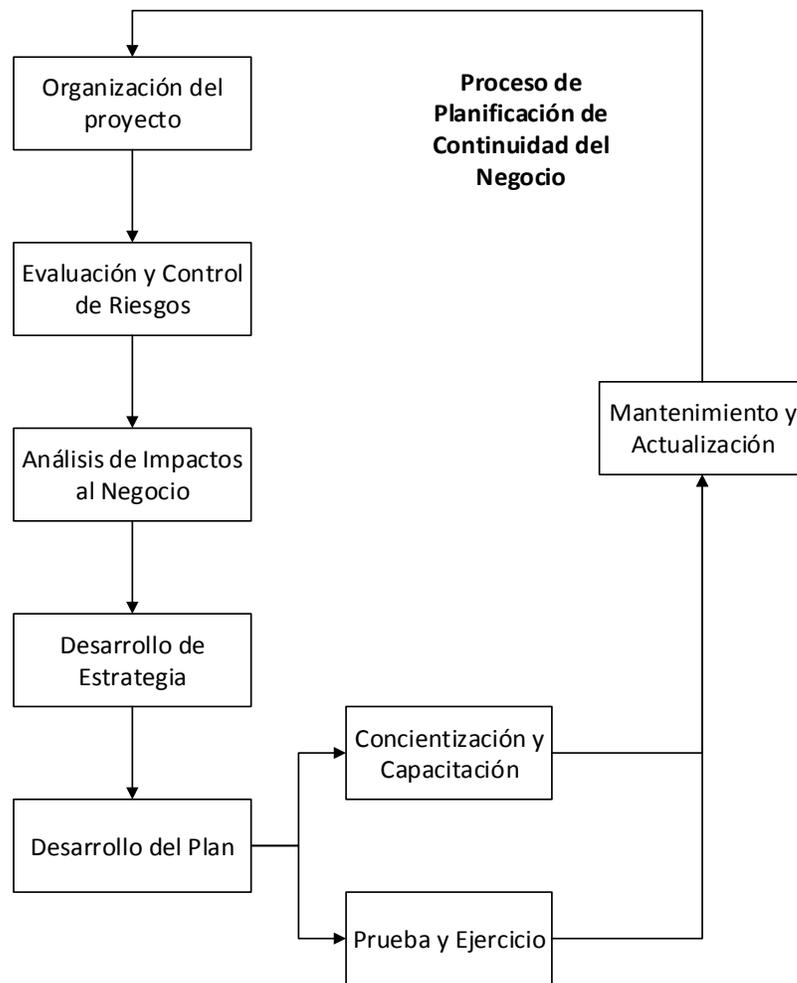 Organización del
proyecto
Proceso de
Planificación de
Continuidad del
Negocio
Evaluación y Control
de Riesgos
Mantenimiento y
Actualización
Análisis de Impactos
al Negocio
Desarrollo de
Estrategia
Concientización y
Capacitación
Desarrollo del Plan
Prueba y Ejercicio